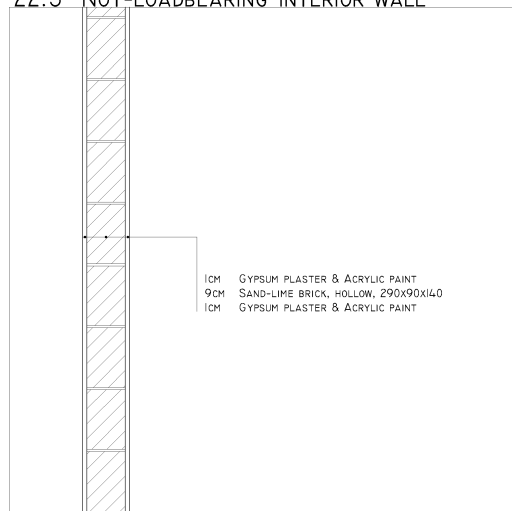 22.3 NOT-LOADBEARING INTERIOR WALL
1CM GYPSUM PLASTER & ACRYLIC PAINT
9CM SAND-LIME BRICK, HOLLOW, 290X90X140
1CM GYPSUM PLASTER & ACRYLIC PAINT